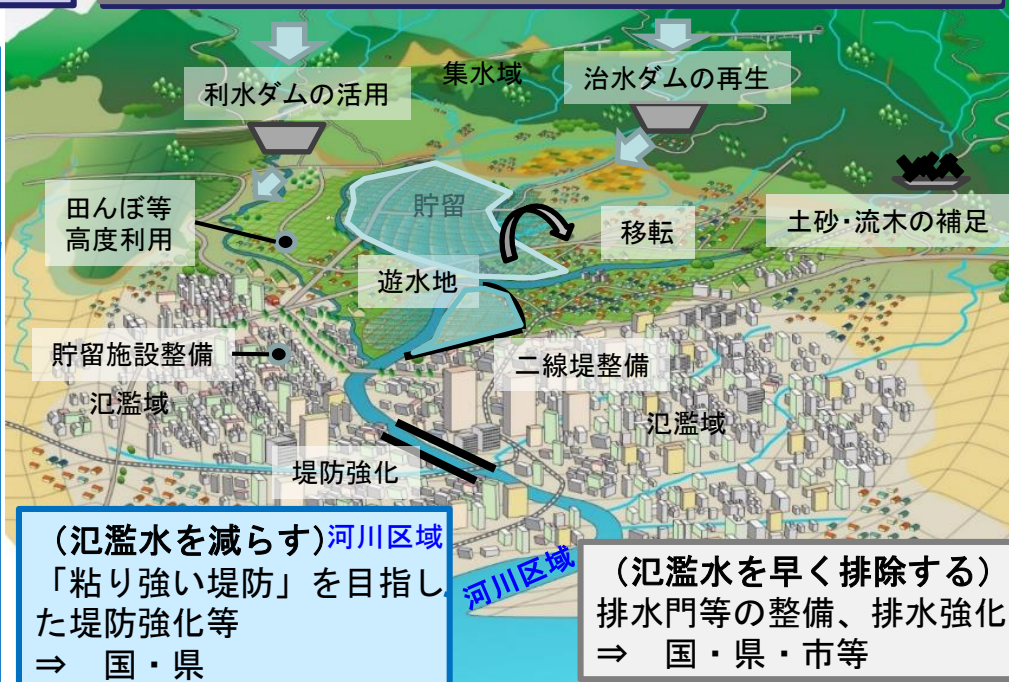 集水域
利水ダムの活用
治水ダムの再生
田んぼ等
高度利用
貯留
移転
土砂・流木の補足
遊水地
貯留施設整備
二線堤整備
氾濫域
氾濫域
堤防強化
(氾濫水を減らす)河川区域
「粘り強い堤防」を目指し
た堤防強化等
⇒ 国・県
河川区域
(氾濫水を早く排除する)
排水門等の整備、排水強化
⇒ 国・県・市等